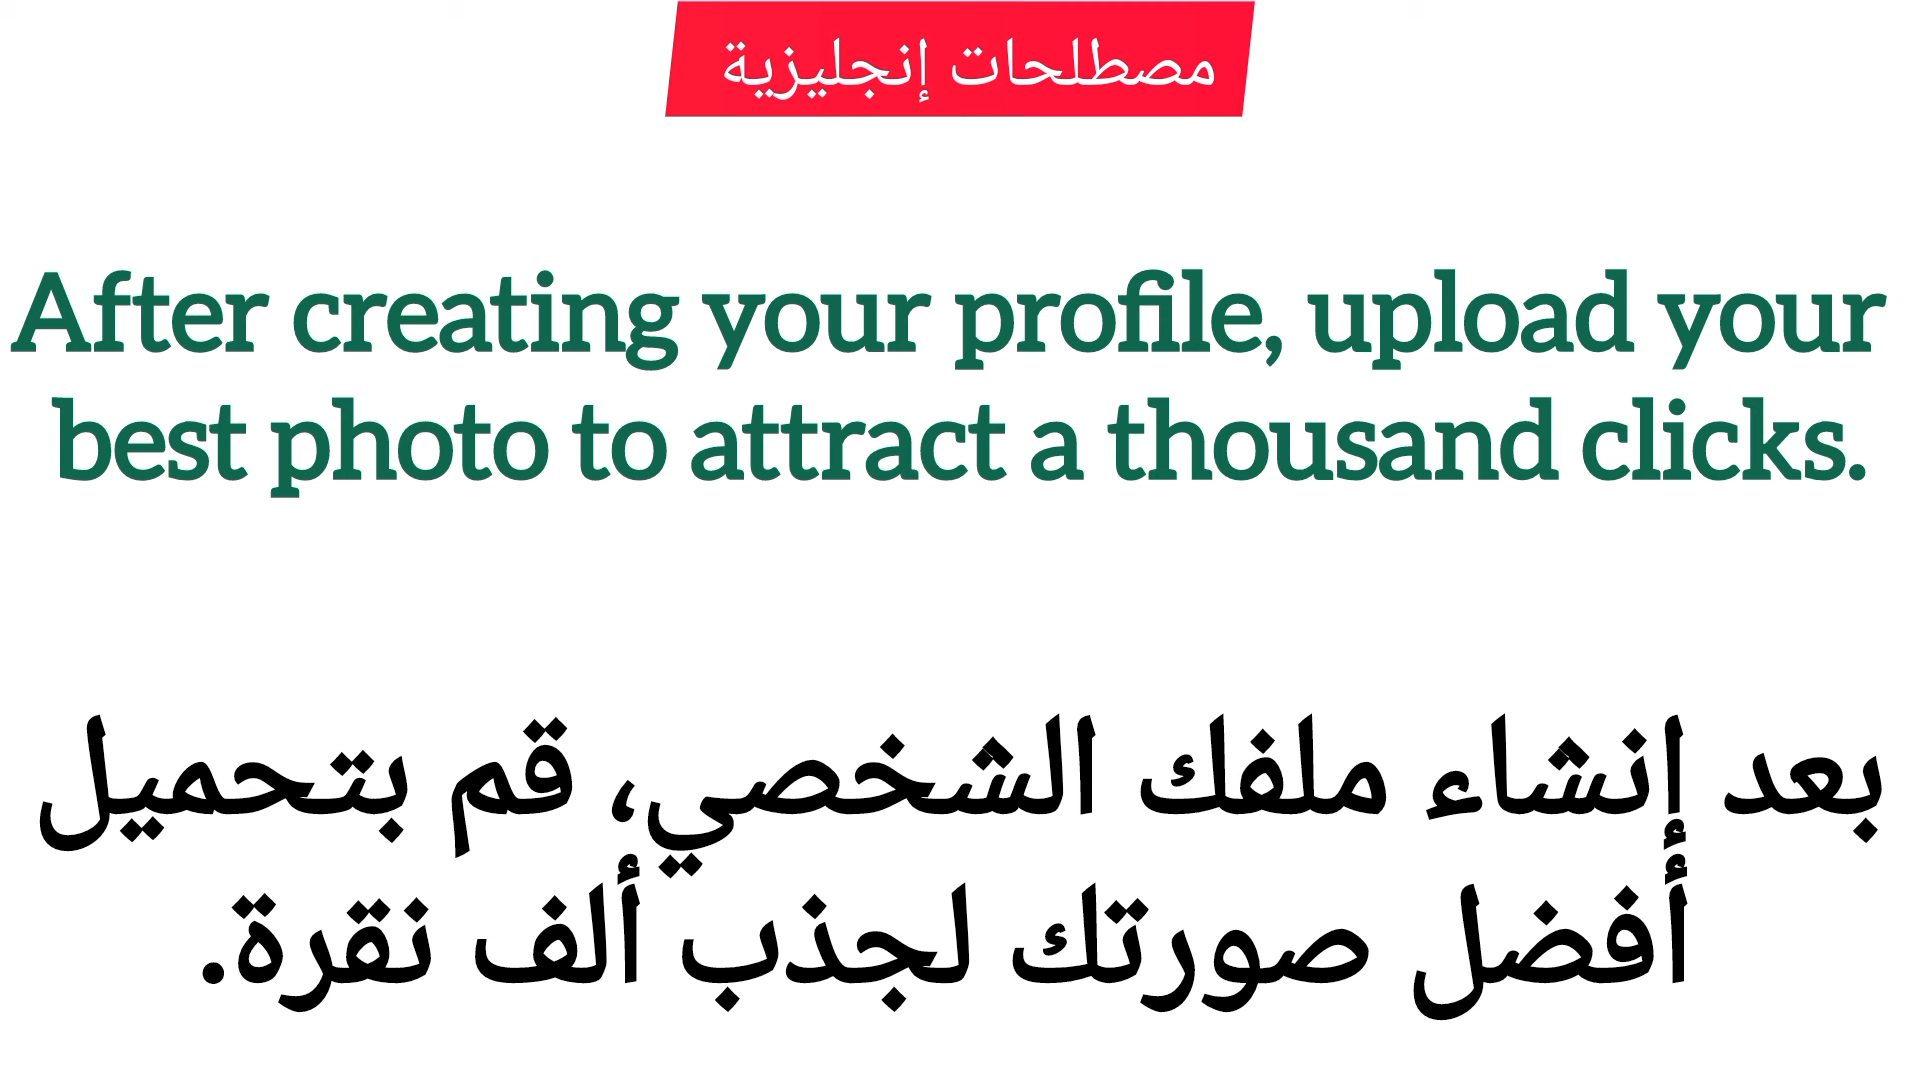 مصطلحات إنجليزية
After creating your profile, upload your
best photo to attract a thousand clicks.
بعد إنشاء ملفك الشخصي، قم بتحميل
أفضل صورتك لجذب ألف نقرة.